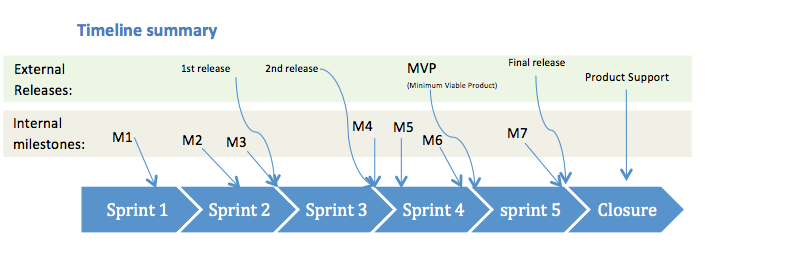 Timeline summary
External
Releases:
1st release
2nd release
MVP
(Minimum Viable Product)
Final release
Product Support
Internal
milestones:
M1
M2
M3
M4
M5
M6
M7
Sprint 1
Sprint 2
Sprint 3
Sprint 4
sprint 5
Closure